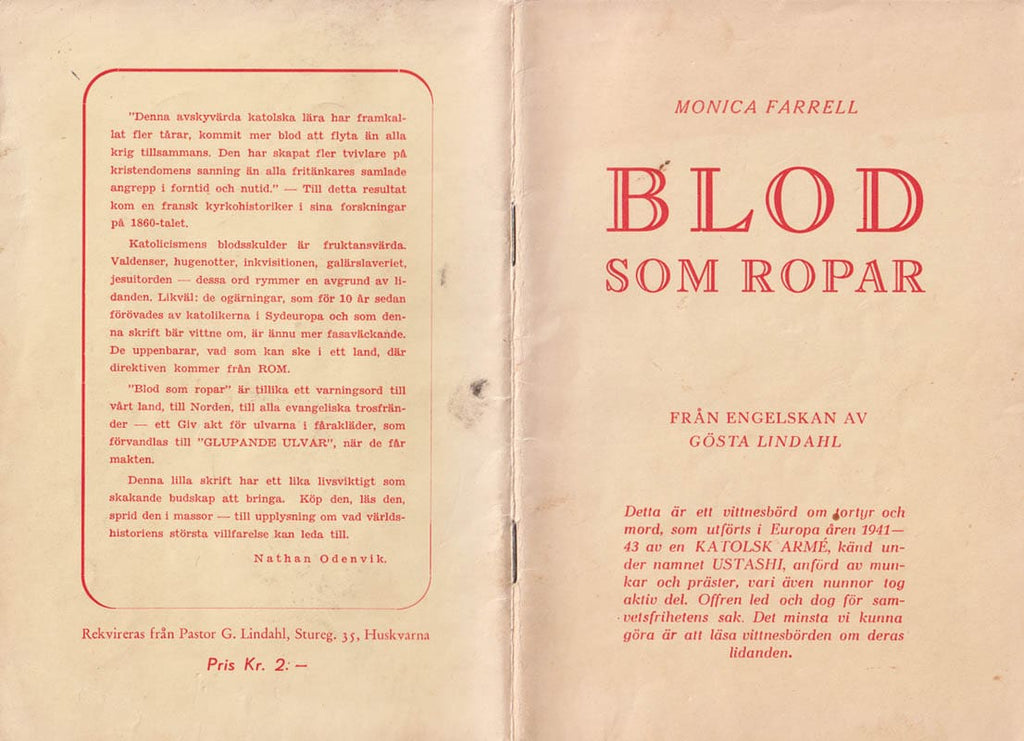 "Denna avskyvärda katolska lära har framkal-
lat fler tårar, kommit mer blod att flyta än alla
krig tillsammans. Den har skapat fler tvivlare på
kristendomens sanning än alla fritänkares samlade
angrepp i forntid och nutid." — Till detta resultat
kom en fransk kyrkohistoriker i sina forskningar
på 1860-talet.
Katolicismens blodsskulder är fruktansvärda.
Valdenser, hugenotter, inkvisitionen, galärslaveriet,
jesuitorden — dessa ord rymmer en avgrund av li-
danden. Likväl: de ogärningar, som för 10 år sedan
förövades av katolikerna i Sydeuropa och som den-
na skrift bär vittne om, är ännu mer fasaväckande.
De uppenbarar, vad som kan ske i ett land, där
direktiven kommer från ROM.
"Blod som ropar" är tillika ett varningsord till
vårt land, till Norden, till alla evangeliska trosfrän-
der — ett Giv akt för ulvarna i fårakläder, som
förvandlas till "GLUPANDE ULVAR", när de får
makten.
Denna lilla skrift har ett lika livsviktigt som
skakande budskap att bringa. Köp den, läs den,
sprid den i massor — till upplysning om vad världs-
historiens största villfarelse kan leda till.
Nathan Odenvik.
Rekvireras från Pastor G. Lindahl, Stureg. 35, Huskvarna
Pris Kr. 2: —
MONICA FARRELL
BLOD
SOM ROPAR
FRÅN ENGELSKAN AV
GÖSTA LINDAHL
Detta är ett vittnesbörd om tortyr och
mord, som utförts i Europa åren 1941—
43 av en KATOLSK ARMÉ, känd un-
der namnet USTASHI, anförd av mun-
kar och präster, vari även nunnor tog
aktiv del. Offren led och dog för sam-
vetsfrihetens sak. Det minsta vi kunna
göra är att läsa vittnesbörden om deras
lidanden.